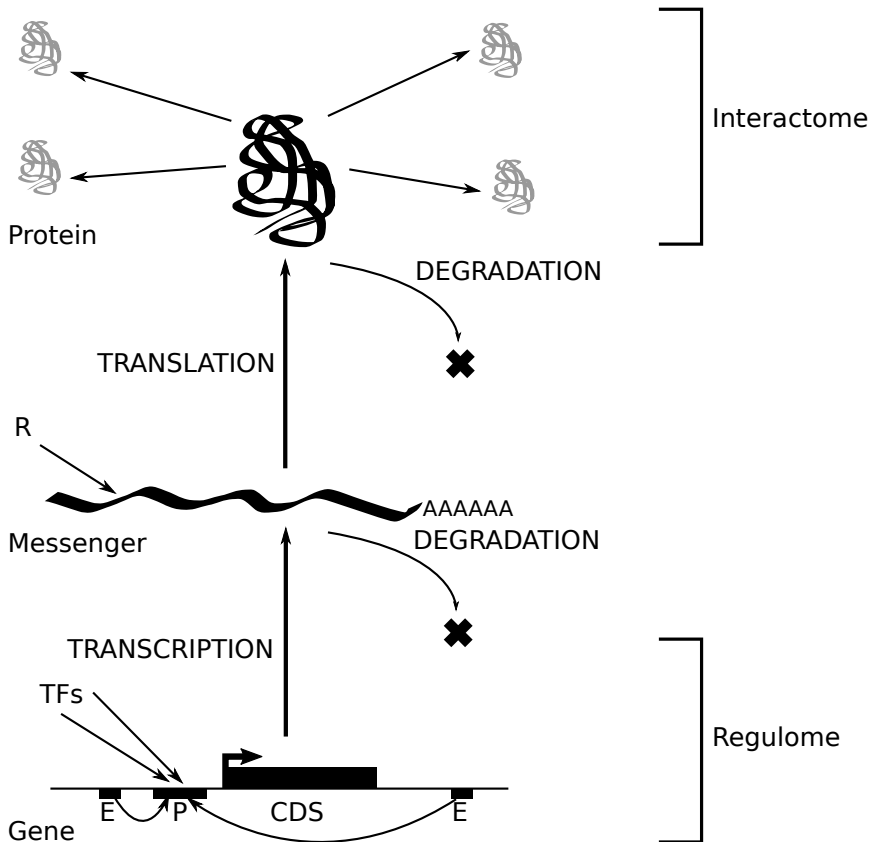 Interactome
Protein
DEGRADATION
TRANSLATION
R
AAAAAA
Messenger
DEGRADATION
TRANSCRIPTION
TFs
Regulome
E
P
CDS
E
Gene